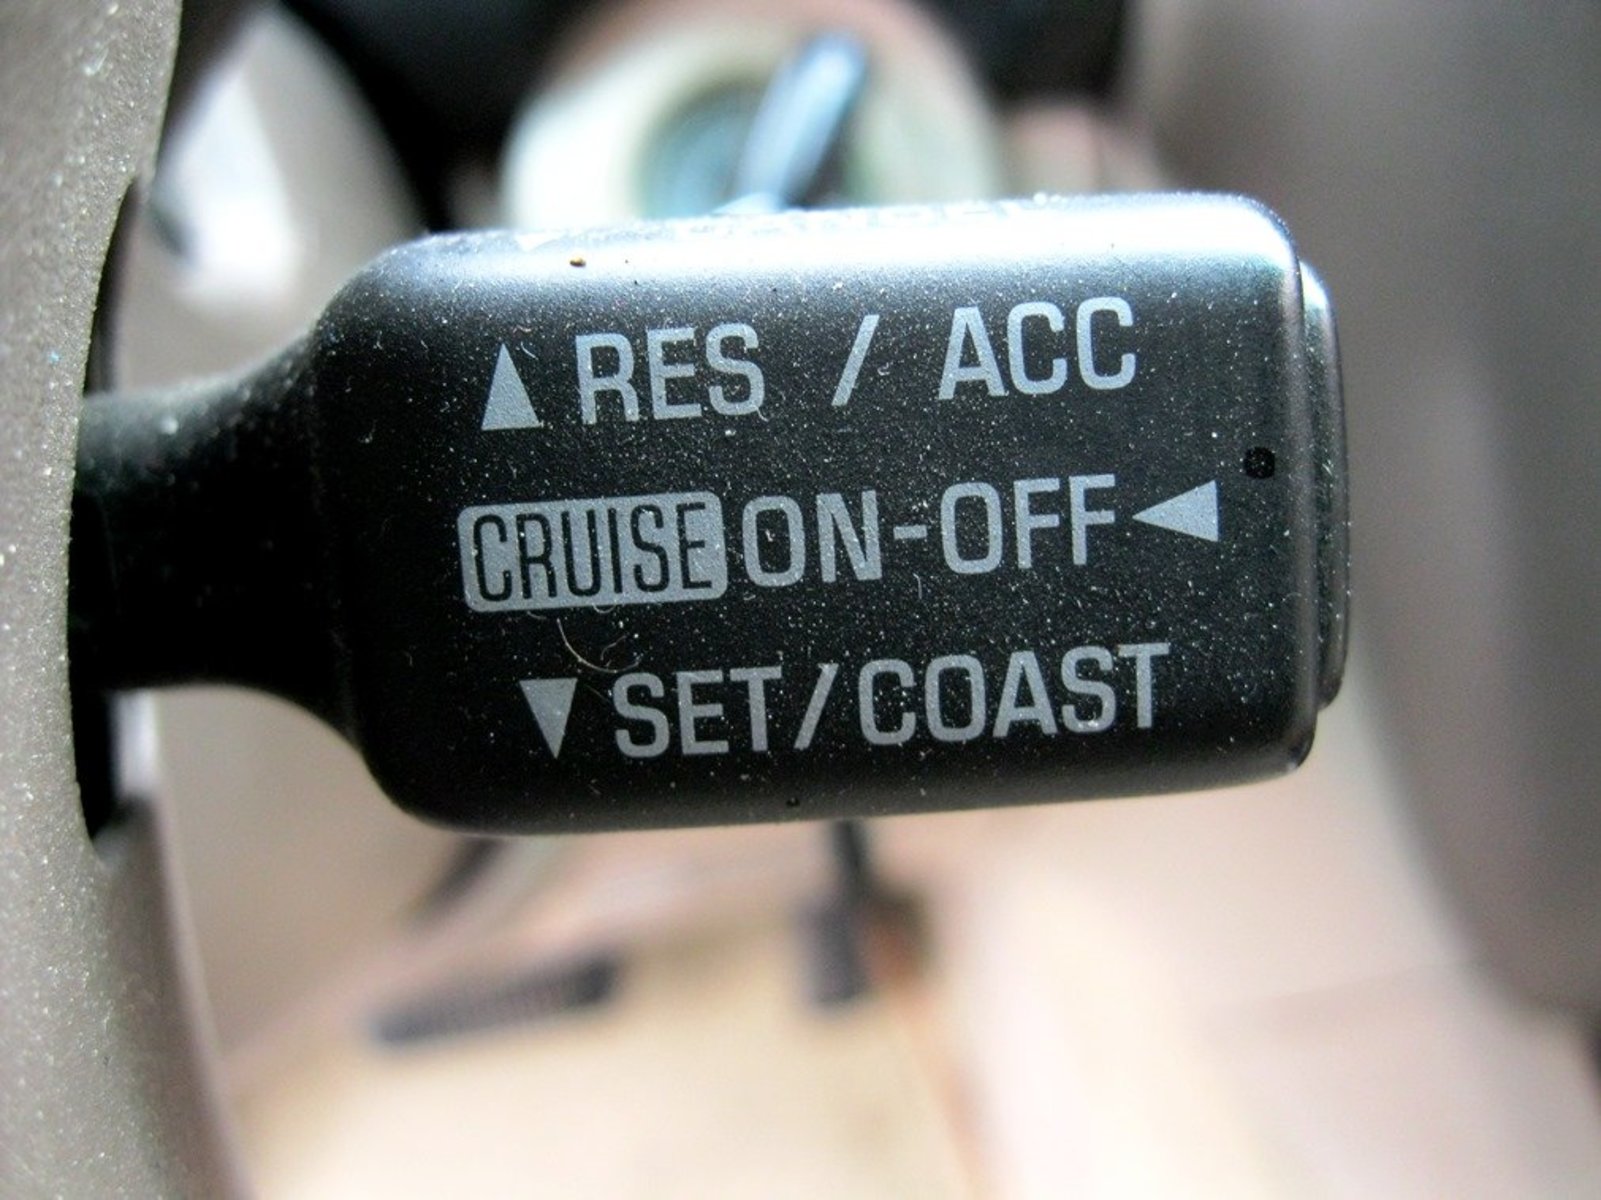 ▲ RES / ACC
CRUISE ON-OFF ◀
▼ SET/COAST